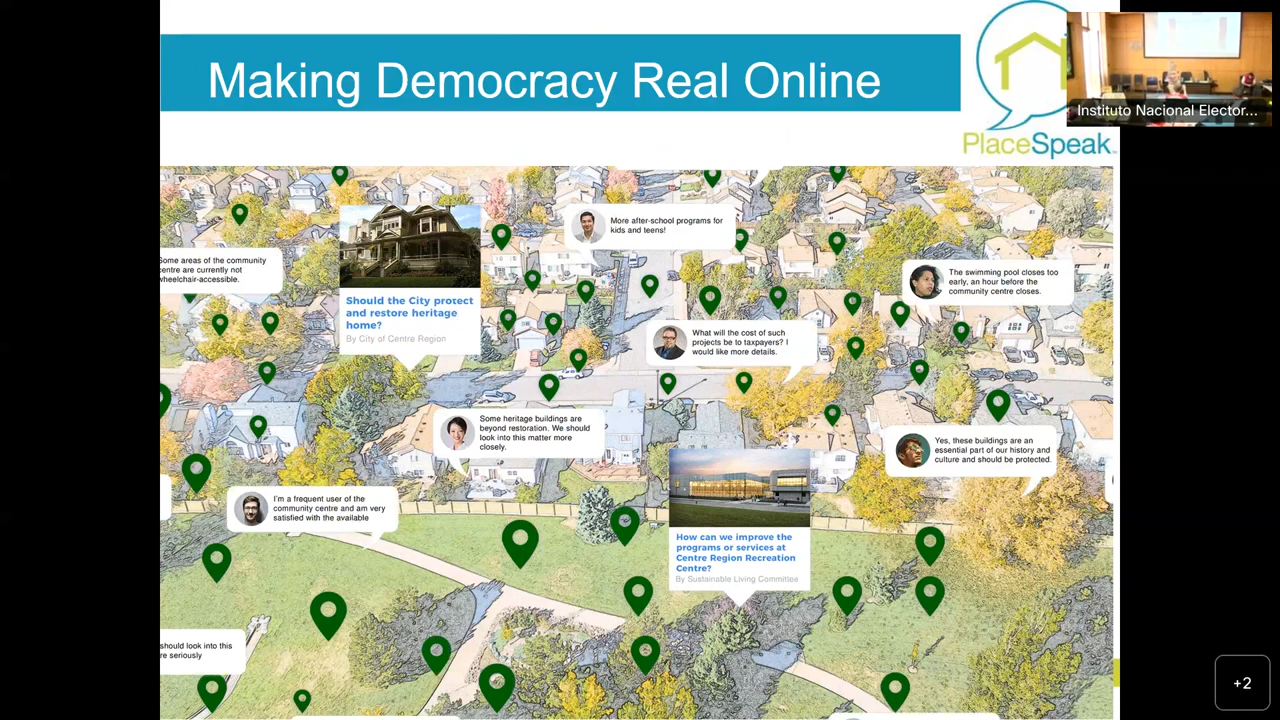 Making Democracy Real Online
PlaceSpeak
Instituto Nacional Elector...
More after-school programs for
kids and teens!
Some areas of the community
centre are currently not
wheelchair-accessible.
The swimming pool closes too
early, an hour before the
community centre closes.
Should the City protect
and restore heritage
home?
By City of Centre Region
What will the cost of such
projects be to taxpayers? I
would like more details.
Some heritage buildings are
beyond restoration. We should
look into this matter more
closely.
Yes, these buildings are an
essential part of our history and
culture and should be protected.
I'm a frequent user of the
community centre and am very
satisfied with the available
How can we improve the
programs or services at
Centre Region Recreation
Centre?
By Sustainable Living Committee
should look into this
re seriously
+2